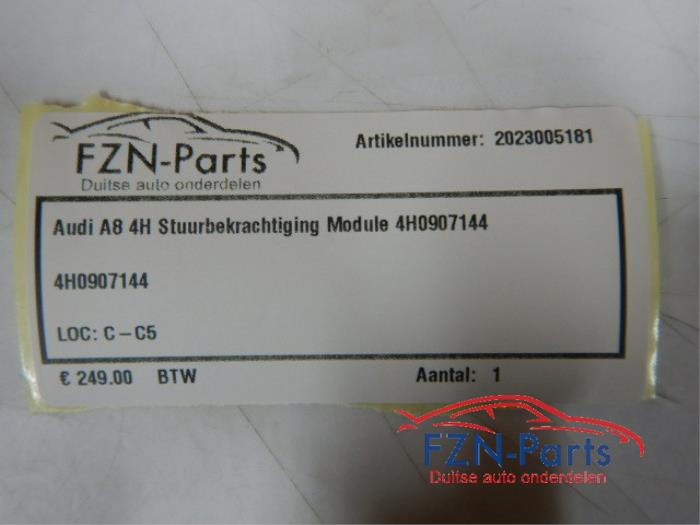 FZN-Parts
Duitse auto onderdelen
Artikelnummer: 2023005181
Audi A8 4H Stuurbekrachtiging Module 4H0907144
4H0907144
LOC: C-C5
€ 249.00 BTW
Aantal: 1
FZN-Parts
Duitse auto onderdelen